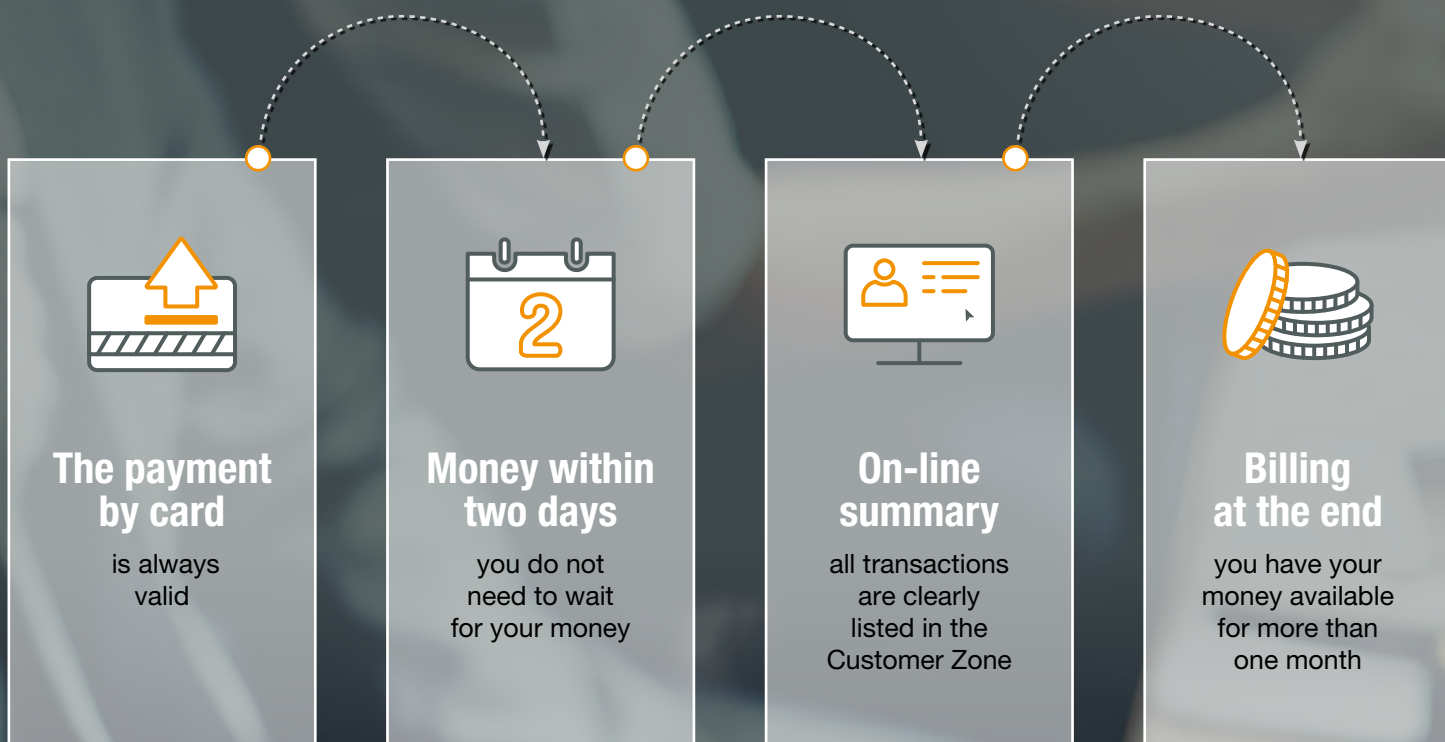 The payment
by card
is always
valid
2
Money within
two days
you do not
need to wait
for your money
On-line
summary
all transactions
are clearly
listed in the
Customer Zone
Billing
at the end
you have your
money available
for more than
one month